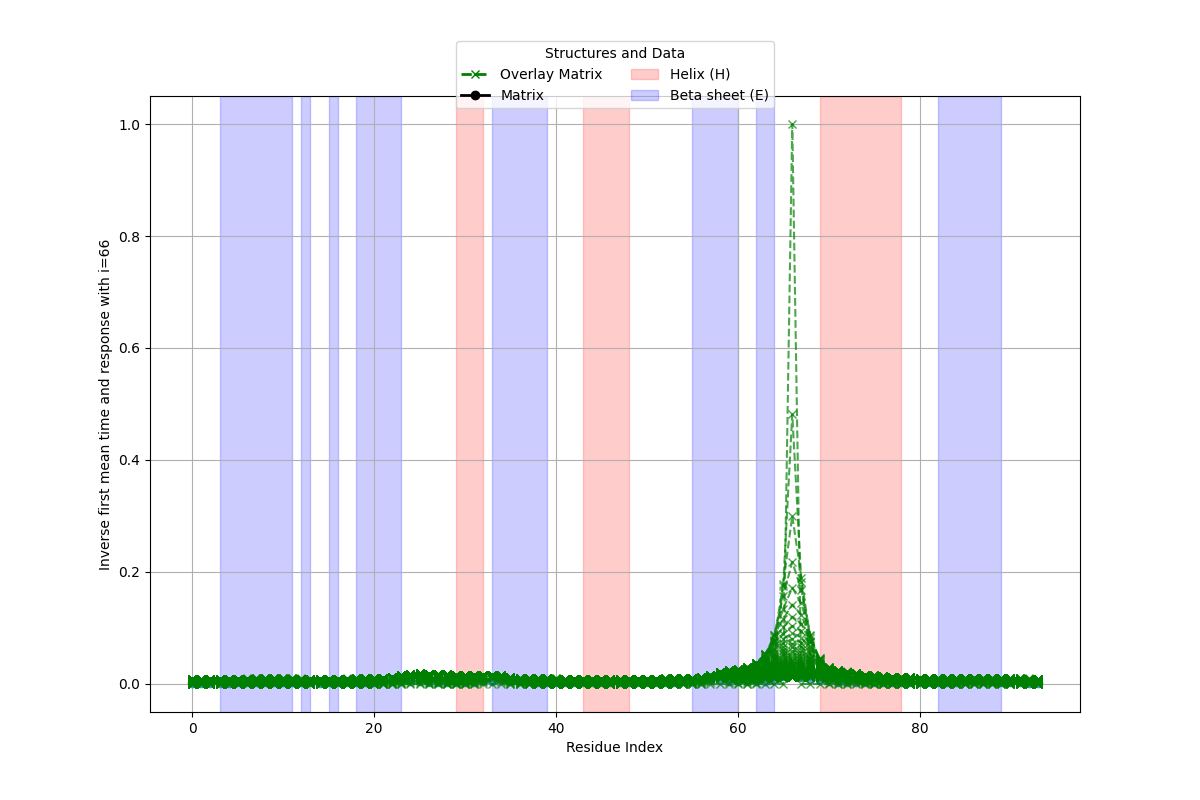 Structures and Data
Overlay Matrix Helix (H)
Matrix Beta sheet (E)
1.0
0.8
0.6
0.4
0.2
0.0
Inverse first mean time and response with i=66
0 20 40 60 80
Residue Index